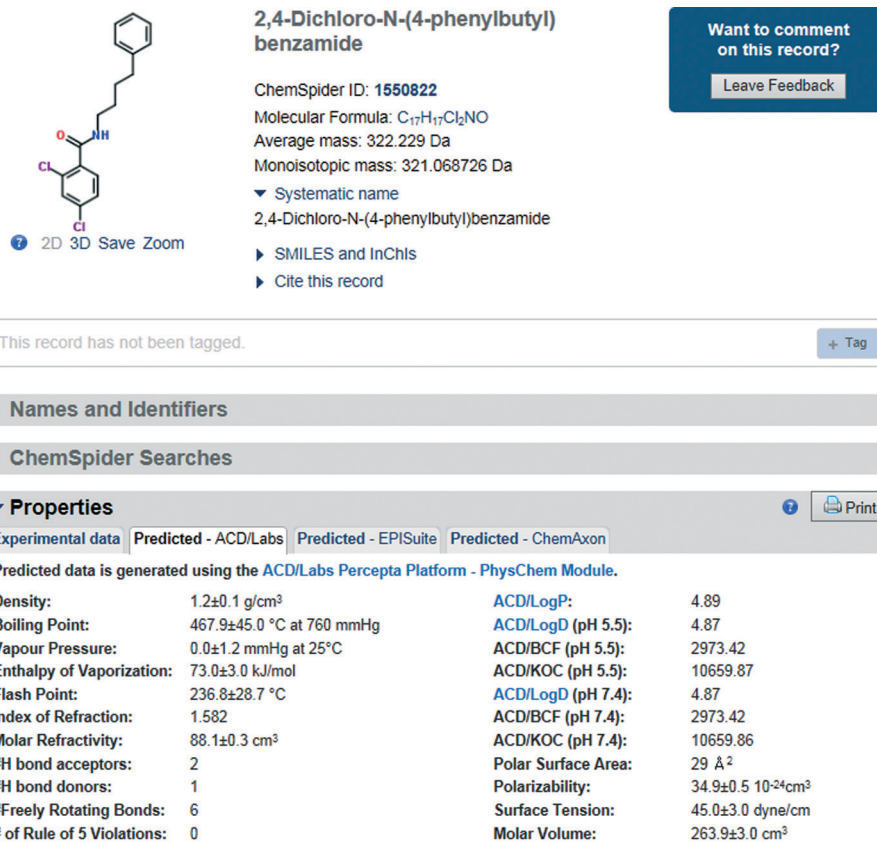 2,4-Dichloro-N-(4-phenylbutyl)
benzamide
Want to comment
on this record?
Leave Feedback
ChemSpider ID: 1550822
Molecular Formula: C₁₇H₁₇Cl₂NO
Average mass: 322.229 Da
Monoisotopic mass: 321.068726 Da
Systematic name
2,4-Dichloro-N-(4-phenylbutyl)benzamide
SMILES and InChIs
Cite this record
O
NH
Cl
Cl
? 2D 3D Save Zoom
This record has not been tagged.
+ Tag
Names and Identifiers
ChemSpider Searches
Properties
? Print
Experimental data Predicted - ACD/Labs Predicted - EPISuite Predicted - ChemAxon
Predicted data is generated using the ACD/Labs Percepta Platform - PhysChem Module.
Density: 1.2±0.1 g/cm³
Boiling Point: 467.9±45.0 °C at 760 mmHg
Vapour Pressure: 0.0±1.2 mmHg at 25°C
Enthalpy of Vaporization: 73.0±3.0 kJ/mol
Flash Point: 236.8±28.7 °C
Index of Refraction: 1.582
Molar Refractivity: 88.1±0.3 cm³
#H bond acceptors: 2
#H bond donors: 1
#Freely Rotating Bonds: 6
# of Rule of 5 Violations: 0
ACD/LogP: 4.89
ACD/LogD (pH 5.5): 4.87
ACD/BCF (pH 5.5): 2973.42
ACD/KOC (pH 5.5): 10659.87
ACD/LogD (pH 7.4): 4.87
ACD/BCF (pH 7.4): 2973.42
ACD/KOC (pH 7.4): 10659.86
Polar Surface Area: 29 Å²
Polarizability: 34.9±0.5 10⁻²⁴cm³
Surface Tension: 45.0±3.0 dyne/cm
Molar Volume: 263.9±3.0 cm³